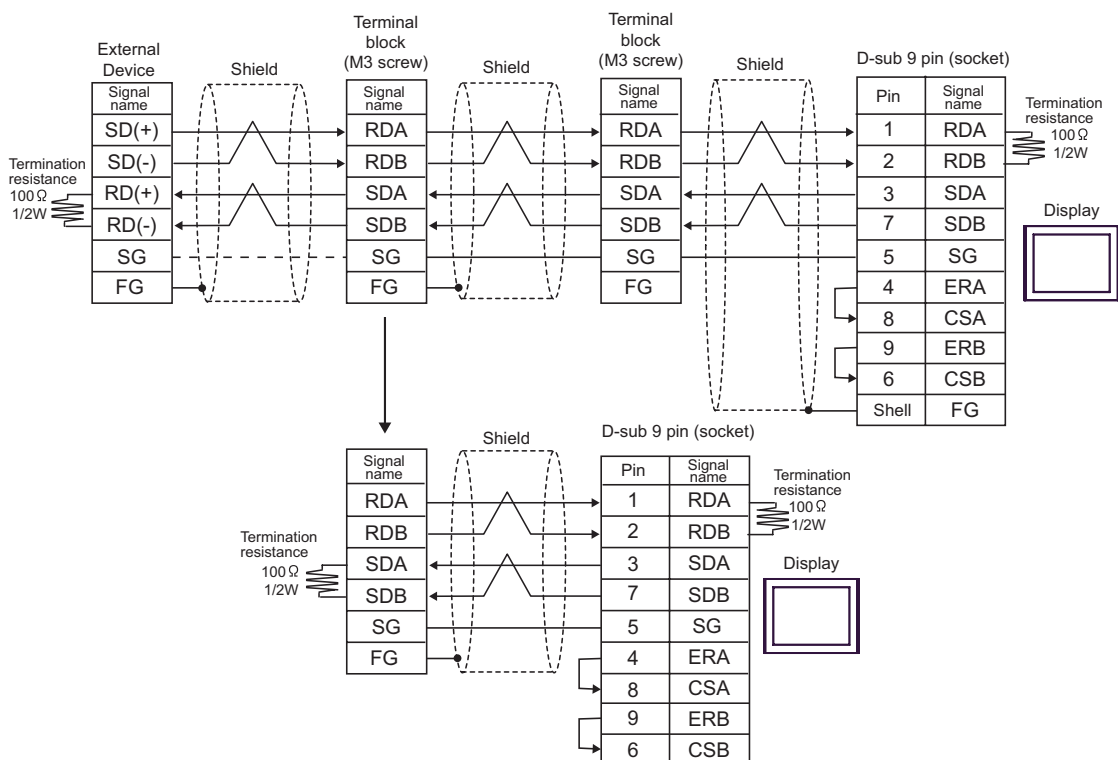 External
Device
Shield
Terminal
block
(M3 screw)
Shield
Terminal
block
(M3 screw)
Shield
D-sub 9 pin (socket)
Signal
name
SD(+)
SD(-)
RD(+)
RD(-)
SG
FG
Termination
resistance
100 Ω
1/2W
Signal
name
RDA
RDB
SDA
SDB
SG
FG
Signal
name
RDA
RDB
SDA
SDB
SG
FG
Pin Signal
name
1 RDA
2 RDB
3 SDA
7 SDB
5 SG
4 ERA
8 CSA
9 ERB
6 CSB
Shell FG
Termination
resistance
100 Ω
1/2W
Display
Shield
D-sub 9 pin (socket)
Signal
name
RDA
RDB
SDA
SDB
SG
FG
Termination
resistance
100 Ω
1/2W
Pin Signal
name
1 RDA
2 RDB
3 SDA
7 SDB
5 SG
4 ERA
8 CSA
9 ERB
6 CSB
Termination
resistance
100 Ω
1/2W
Display